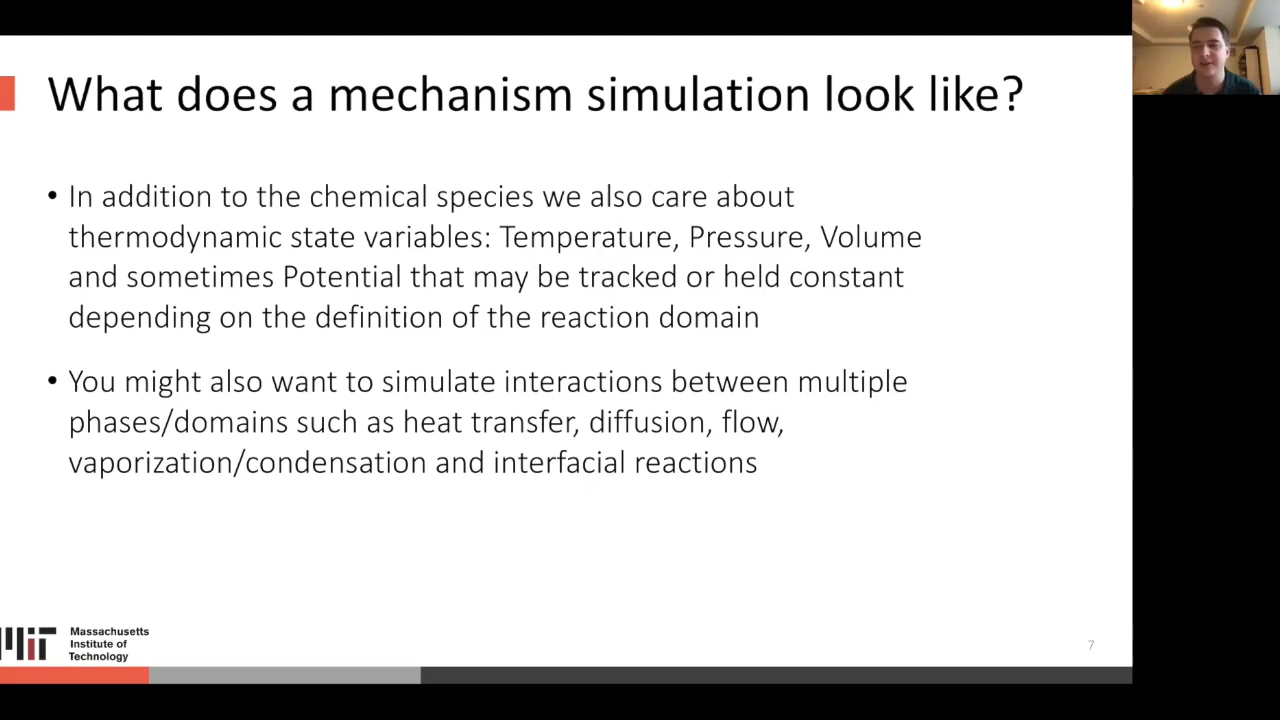 What does a mechanism simulation look like?
• In addition to the chemical species we also care about
thermodynamic state variables: Temperature, Pressure, Volume
and sometimes Potential that may be tracked or held constant
depending on the definition of the reaction domain
• You might also want to simulate interactions between multiple
phases/domains such as heat transfer, diffusion, flow,
vaporization/condensation and interfacial reactions
MIT
Massachusetts
Institute of
Technology
7